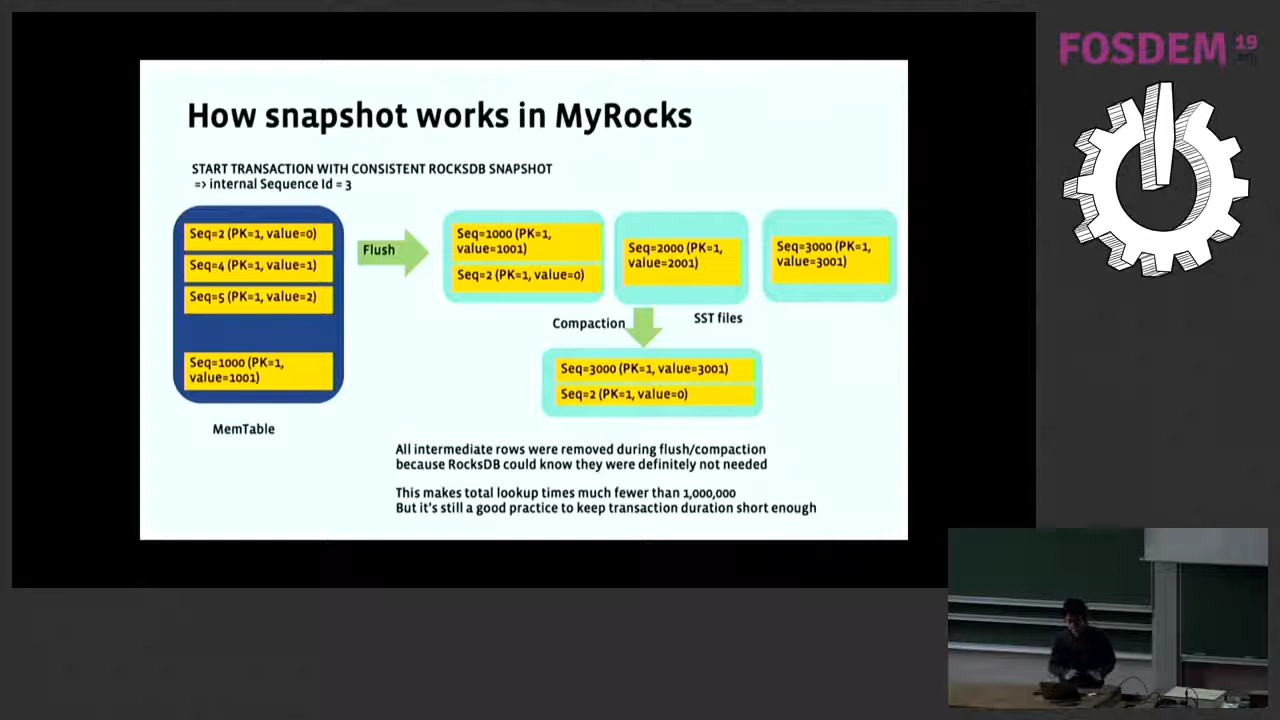 FOSDEM 19
.org
How snapshot works in MyRocks
START TRANSACTION WITH CONSISTENT ROCKSDB SNAPSHOT
=> internal Sequence Id = 3
Seq=2 (PK=1, value=0)
Seq=4 (PK=1, value=1)
Seq=5 (PK=1, value=2)
Seq=1000 (PK=1,
value=1001)
MemTable
Flush
Seq=1000 (PK=1,
value=1001)
Seq=2 (PK=1, value=0)
Seq=2000 (PK=1,
value=2001)
Seq=3000 (PK=1,
value=3001)
Compaction
SST files
Seq=3000 (PK=1, value=3001)
Seq=2 (PK=1, value=0)
All intermediate rows were removed during flush/compaction
because RocksDB could know they were definitely not needed
This makes total lookup times much fewer than 1,000,000
But it's still a good practice to keep transaction duration short enough